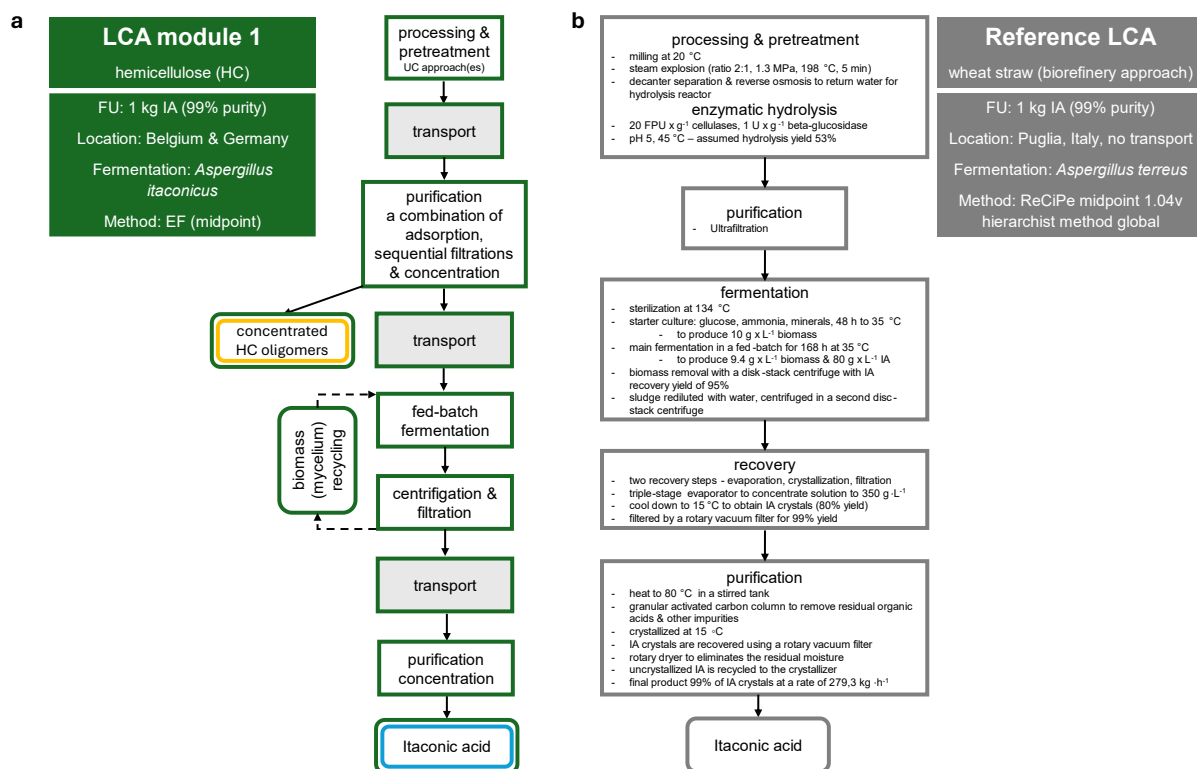 a
LCA module 1
hemicellulose (HC)
FU: 1 kg IA (99% purity)
Location: Belgium & Germany
Fermentation: Aspergillus
itaconicus
Method: EF (midpoint)
processing &
pretreatment
UC approach(es)
transport
purification
a combination of
adsorption,
sequential filtrations
& concentration
concentrated
HC oligomers
transport
fed-batch
fermentation
biomass
(mycelium)
recycling
centrifigation &
filtration
transport
purification
concentration
Itaconic acid
b
processing & pretreatment
- milling at 20 °C
- steam explosion (ratio 2:1, 1.3 MPa, 198 °C, 5 min)
- decanter separation & reverse osmosis to return water for
hydrolysis reactor
enzymatic hydrolysis
- 20 FPU x g⁻¹ cellulases, 1 U x g⁻¹ beta-glucosidase
- pH 5, 45 °C – assumed hydrolysis yield 53%
purification
- Ultrafiltration
fermentation
- sterilization at 134 °C
- starter culture: glucose, ammonia, minerals, 48 h to 35 °C
- to produce 10 g x L⁻¹ biomass
- main fermentation in a fed-batch for 168 h at 35 °C
- to produce 9.4 g x L⁻¹ biomass & 80 g x L⁻¹ IA
- biomass removal with a disk-stack centrifuge with IA
recovery yield of 95%
- sludge rediluted with water, centrifuged in a second disc-
stack centrifuge
recovery
- two recovery steps - evaporation, crystallization, filtration
- triple-stage evaporator to concentrate solution to 350 g·L⁻¹
- cool down to 15 °C to obtain IA crystals (80% yield)
- filtered by a rotary vacuum filter for 99% yield
purification
- heat to 80 °C in a stirred tank
- granular activated carbon column to remove residual organic
acids & other impurities
- crystallized at 15 ◦C
- IA crystals are recovered using a rotary vacuum filter
- rotary dryer to eliminates the residual moisture
- uncrystallized IA is recycled to the crystallizer
- final product 99% of IA crystals at a rate of 279,3 kg ·h⁻¹
Itaconic acid
Reference LCA
wheat straw (biorefinery approach)
FU: 1 kg IA (99% purity)
Location: Puglia, Italy, no transport
Fermentation: Aspergillus terreus
Method: ReCiPe midpoint 1.04v
hierarchist method global